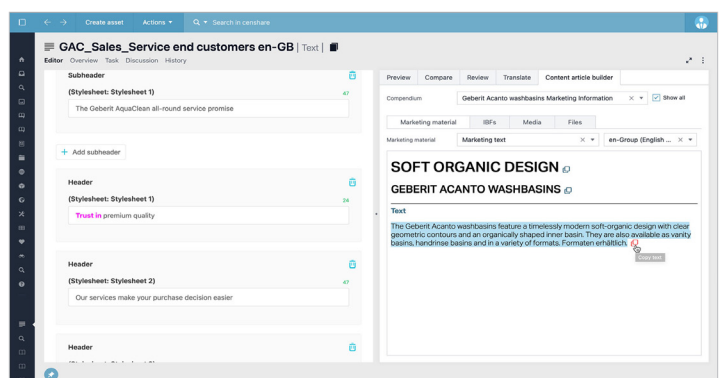 Create asset Actions Search in censhare
GAC_Sales_Service end customers en-GB | Text |
Editor Overview Task Discussion History
Subheader
(Stylesheet: Stylesheet 1) 47
The Geberit AquaClean all-round service promise
+ Add subheader
Header
(Stylesheet: Stylesheet 1) 26
Trust in premium quality
Header
(Stylesheet: Stylesheet 2) 47
Our services make your purchase decision easier
Header
Preview Compare Review Translate Content article builder
Compendium Geberit Acanto washbasins Marketing Information × Show all
Marketing material IBFs Media Files
Marketing material Marketing text × en-Group (English ... ×
SOFT ORGANIC DESIGN
GEBERIT ACANTO WASHBASINS
Text
The Geberit Acanto washbasins feature a timelessly modern soft-organic design with clear
geometric contours and an organically shaped inner basin. They are also available as vanity
basins, handrinse basins and in a variety of formats. Formaten erhältlich.
Copy text